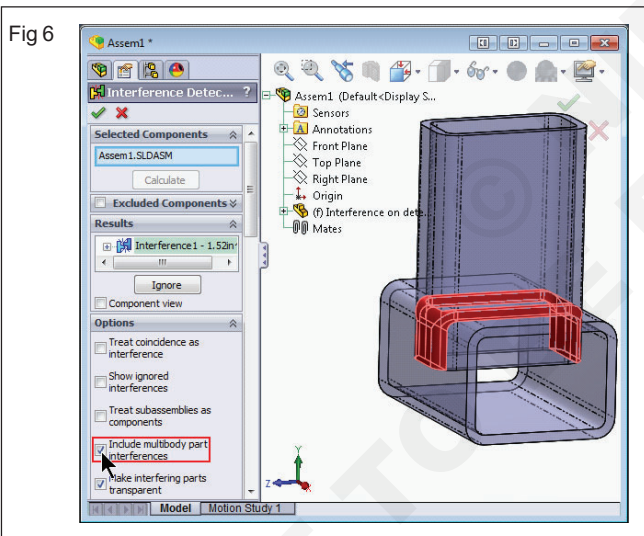 Fig 6
Assem1 *
Interference Detec... ?
Selected Components
Assem1.SLDASM
Calculate
Excluded Components
Results
Interference1 - 1.52in
Ignore
Component view
Options
Treat coincidence as
interference
Show ignored
interferences
Treat subassemblies as
components
Include multibody part
interferences
Make interfering parts
transparent
Assem1 (Default<Display S...
Sensors
A Annotations
Front Plane
Top Plane
Right Plane
Origin
(f) Interference on dete...
Mates
Y
Z
Model
Motion Study 1